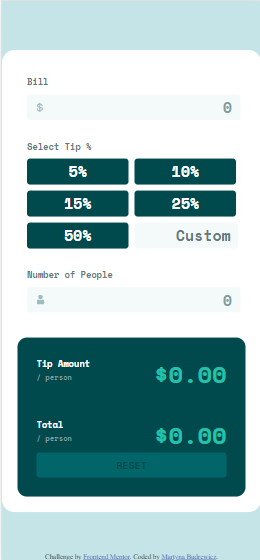 Bill
$ 0
Select Tip %
5% 10%
15% 25%
50% Custom
Number of People
0
Tip Amount
/ person
$0.00
Total
/ person
$0.00
RESET
Challenge by Frontend Mentor. Coded by Martyna Budrewicz.